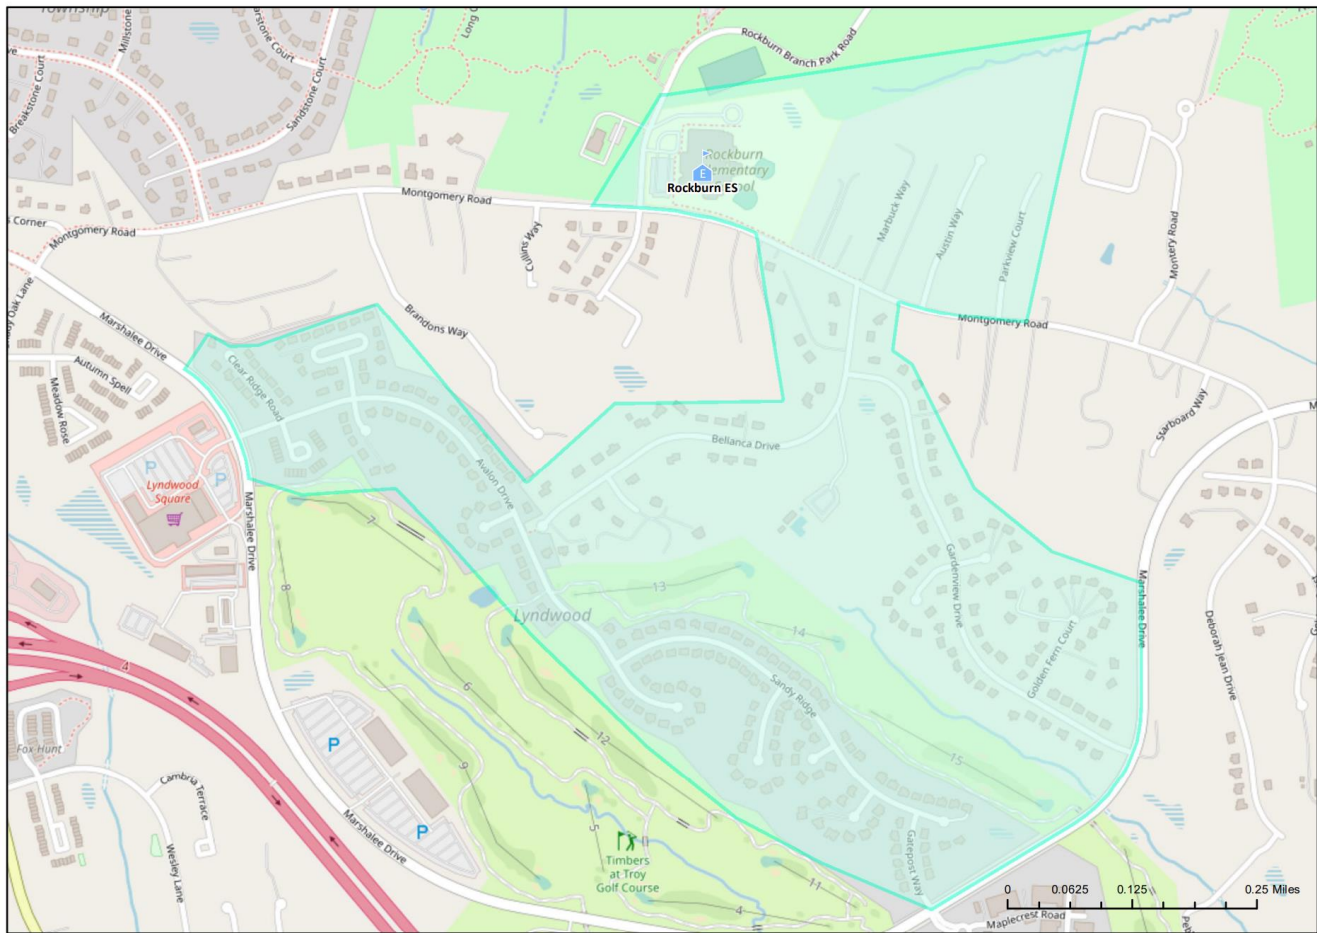 Township
Millstone
Breakstone Court
Sandstone Court
Rockburn Branch Park Road
Rockburn
Elementary
School
E
Rockburn ES
Montgomery Road
Marbuck Way
Austin Way
Parkview Court
Montery Road
Corner
Montgomery Road
Cullins Way
Oak Lane
Marshalee Drive
Brandons Way
Montgomery Road
Autumn Spell
Meadow Rose
Clear Ridge Road
Starboard Way
Bellanca Drive
Avalon Drive
P
P
Lyndwood
Square
Marshalee Drive
7
8
13
14
Gardenview Drive
Marshalee Drive
Lyndwood
Deborah Jean Drive
Golden Fern Court
4
6
Sandy Ridge
12
15
9
P
Fox Hunt
Cambria Terrace
P
5
Timbers
at Troy
Golf Course
Marshalee Drive
Gatepost Way
Wesley Lane
11
4
0 0.0625 0.125 0.25 Miles
Maplecrest Road